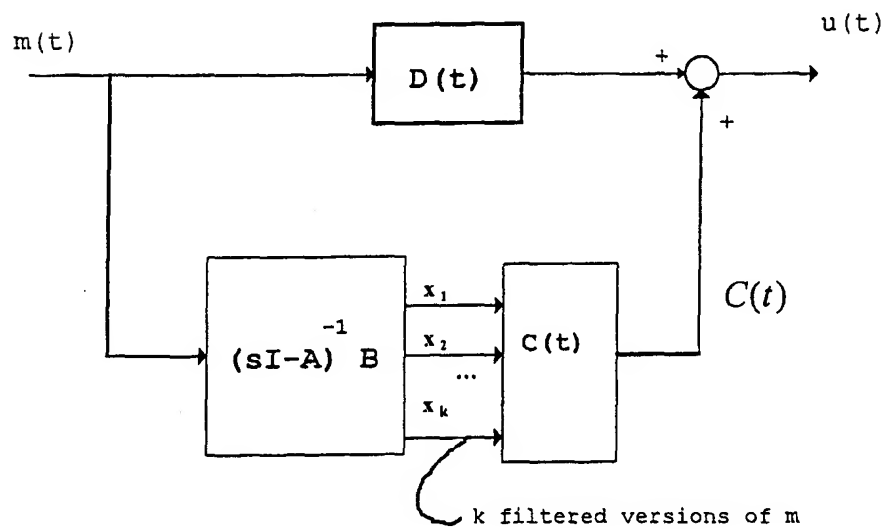 m(t)
u(t)
D(t)
+
+
(sI-A)⁻¹ B
x₁
x₂
...
xₖ
C(t)
C(t)
k filtered versions of m